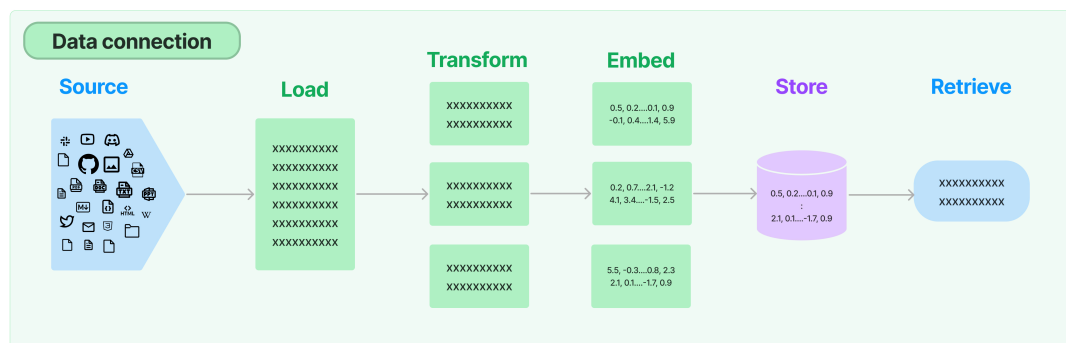 Data connection
Source
Load
Transform
Embed
Store
Retrieve
CSV
TXT
M↓
HTML
W
XXXXXXXXXX
XXXXXXXXXX
XXXXXXXXXX
XXXXXXXXXX
XXXXXXXXXX
XXXXXXXXXX
XXXXXXXXXX
XXXXXXXXXX
XXXXXXXXXX
XXXXXXXXXX
XXXXXXXXXX
XXXXXXXXXX
0.5, 0.2....0.1, 0.9
-0.1, 0.4....1.4, 5.9
0.2, 0.7....2.1, -1.2
4.1, 3.4....-1.5, 2.5
5.5, -0.3....0.8, 2.3
2.1, 0.1....-1.7, 0.9
0.5, 0.2....0.1, 0.9
:
2.1, 0.1....-1.7, 0.9
XXXXXXXXXX
XXXXXXXXXX